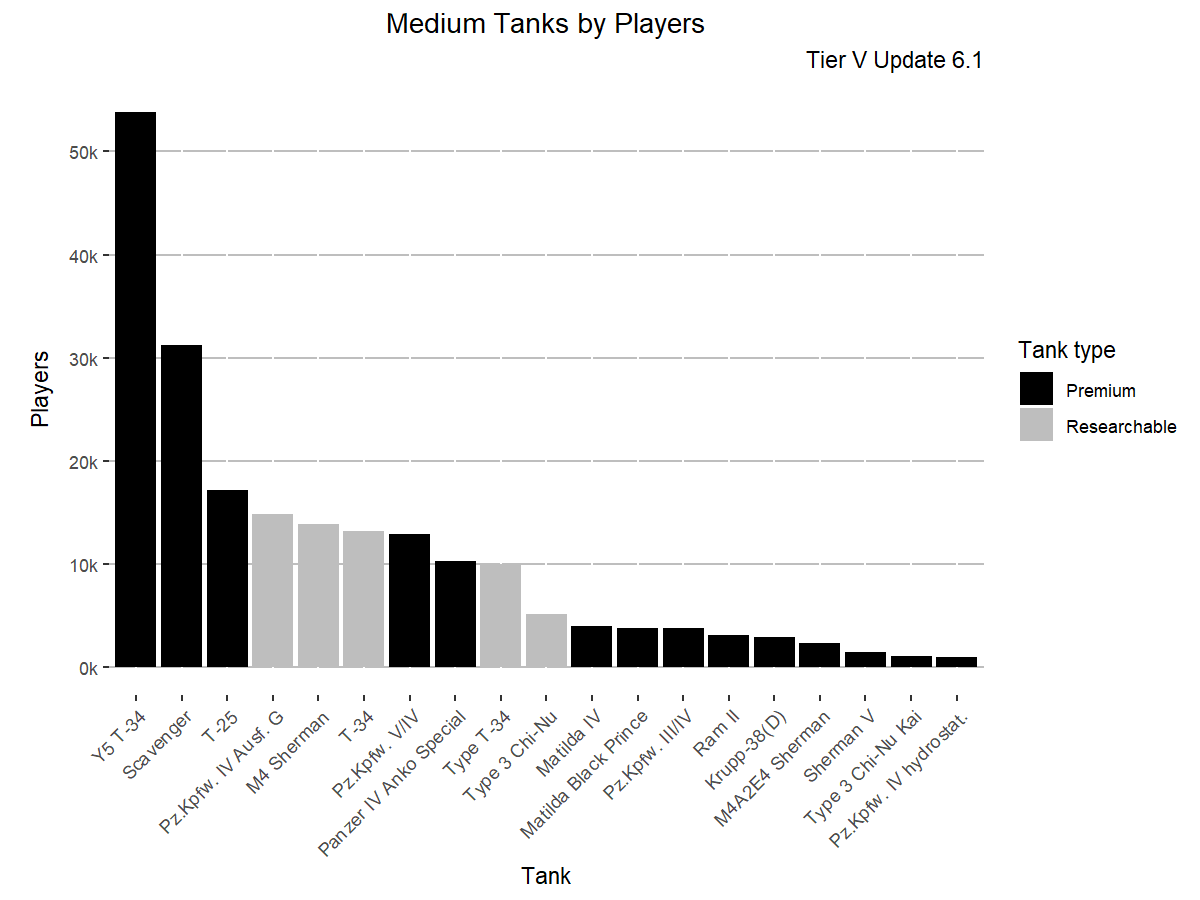 Medium Tanks by Players
Tier V Update 6.1
50k
40k
30k
20k
10k
0k
Players
Y5 T-34
Scavenger
T-25
Pz.Kpfw. IV Ausf. G
M4 Sherman
T-34
Pz.Kpfw. V/IV
Panzer IV Anko Special
Type T-34
Type 3 Chi-Nu
Matilda IV
Matilda Black Prince
Pz.Kpfw. III/IV
Ram II
Krupp-38(D)
M4A2E4 Sherman
Sherman V
Type 3 Chi-Nu Kai
Pz.Kpfw. IV hydrostat.
Tank
Tank type
Premium
Researchable